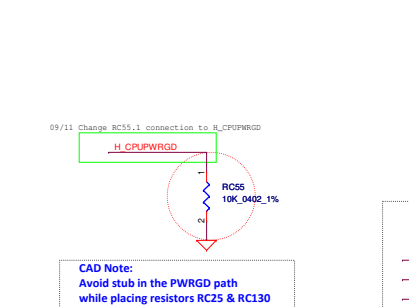 09/11 Change RC55.1 connection to H_CPUPWRGD
H_CPUPWRGD
1
RC55
10K_0402_1%
2
CAD Note:
Avoid stub in the PWRGD path
while placing resistors RC25 & RC130